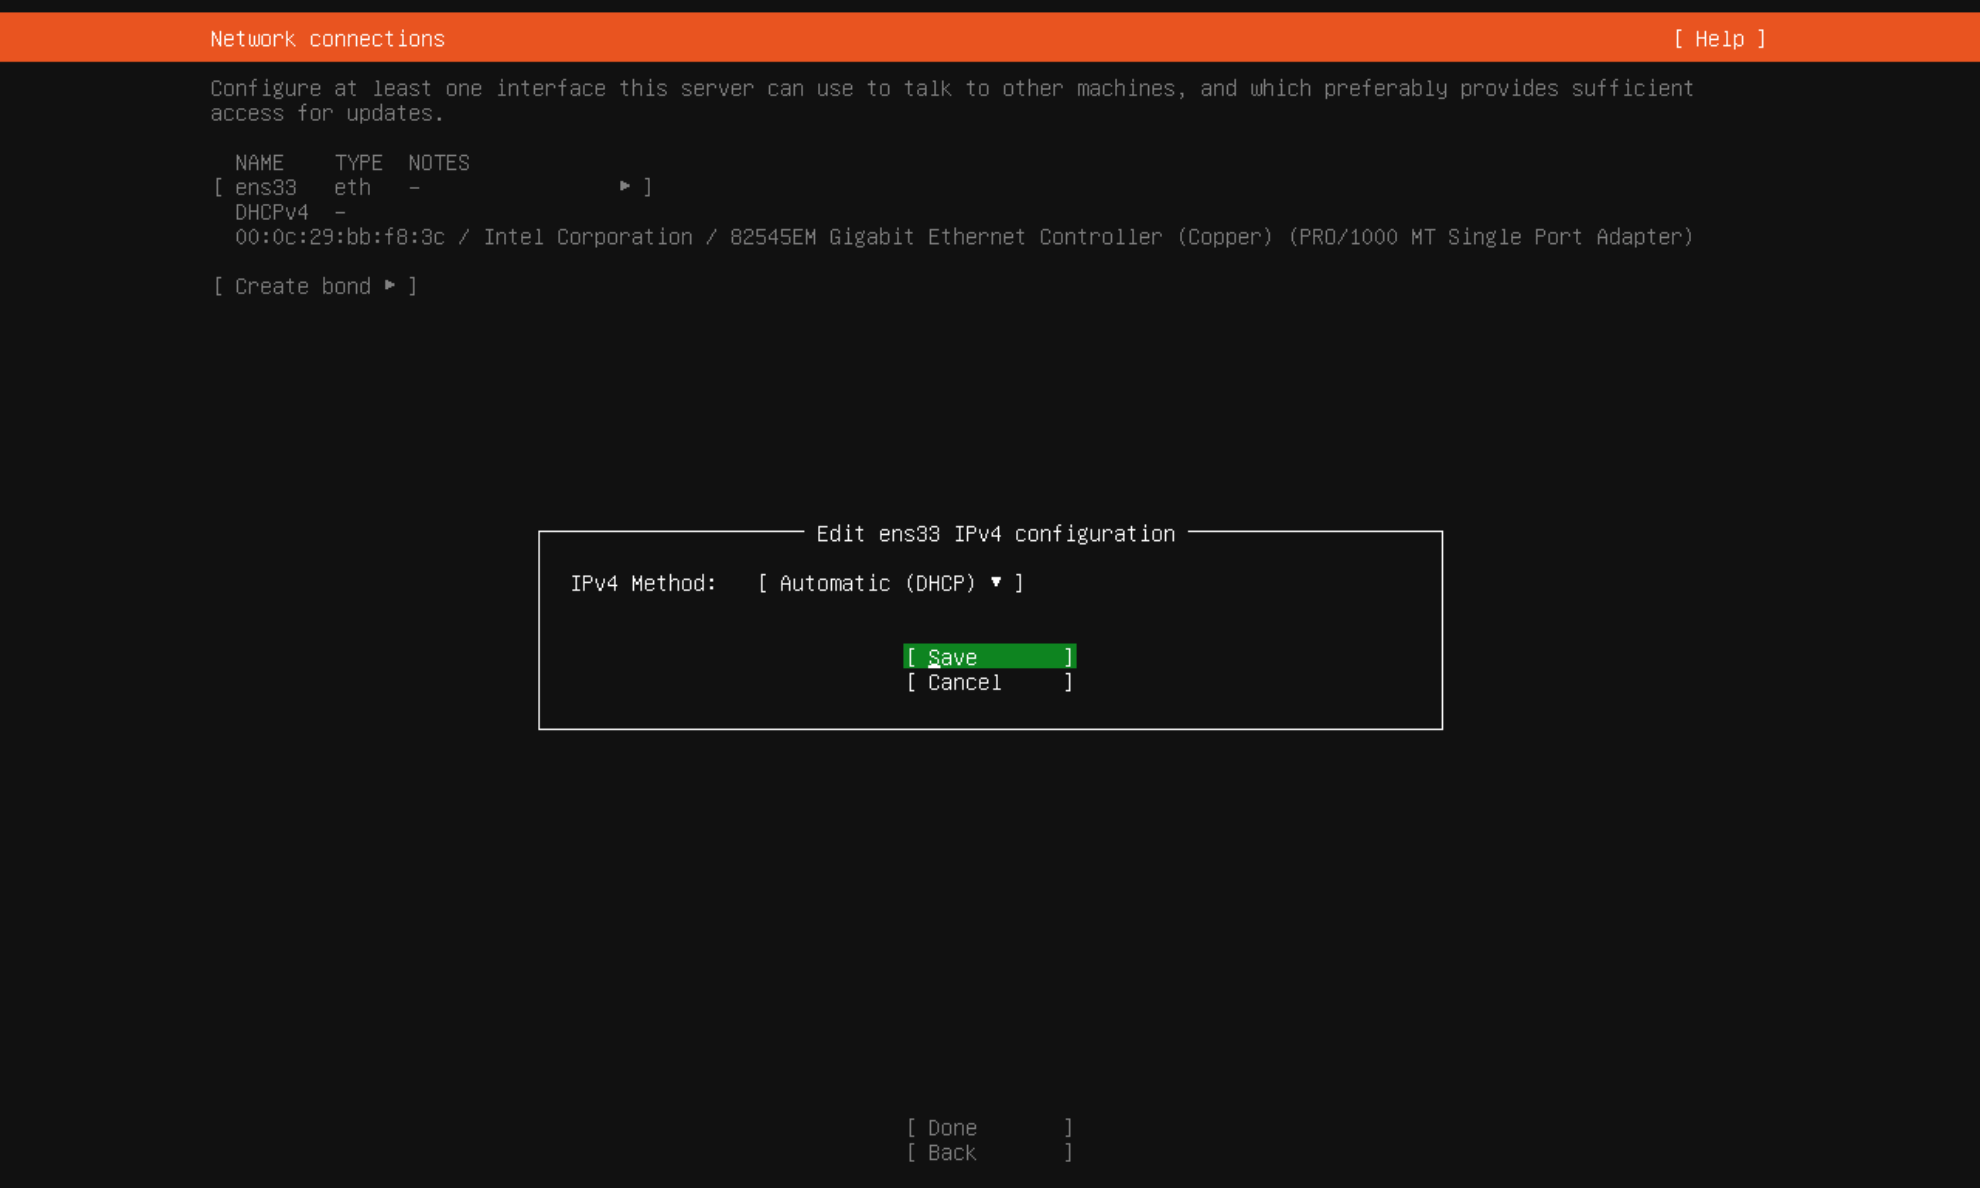 Network connections [ Help ]
Configure at least one interface this server can use to talk to other machines, and which preferably provides sufficient
access for updates.
NAME TYPE NOTES
[ ens33 eth - ▸ ]
DHCPv4 -
00:0c:29:bb:f8:3c / Intel Corporation / 82545EM Gigabit Ethernet Controller (Copper) (PRO/1000 MT Single Port Adapter)
[ Create bond ▸ ]
Edit ens33 IPv4 configuration
IPv4 Method: [ Automatic (DHCP) ▾ ]
[ Save ]
[ Cancel ]
[ Done ]
[ Back ]